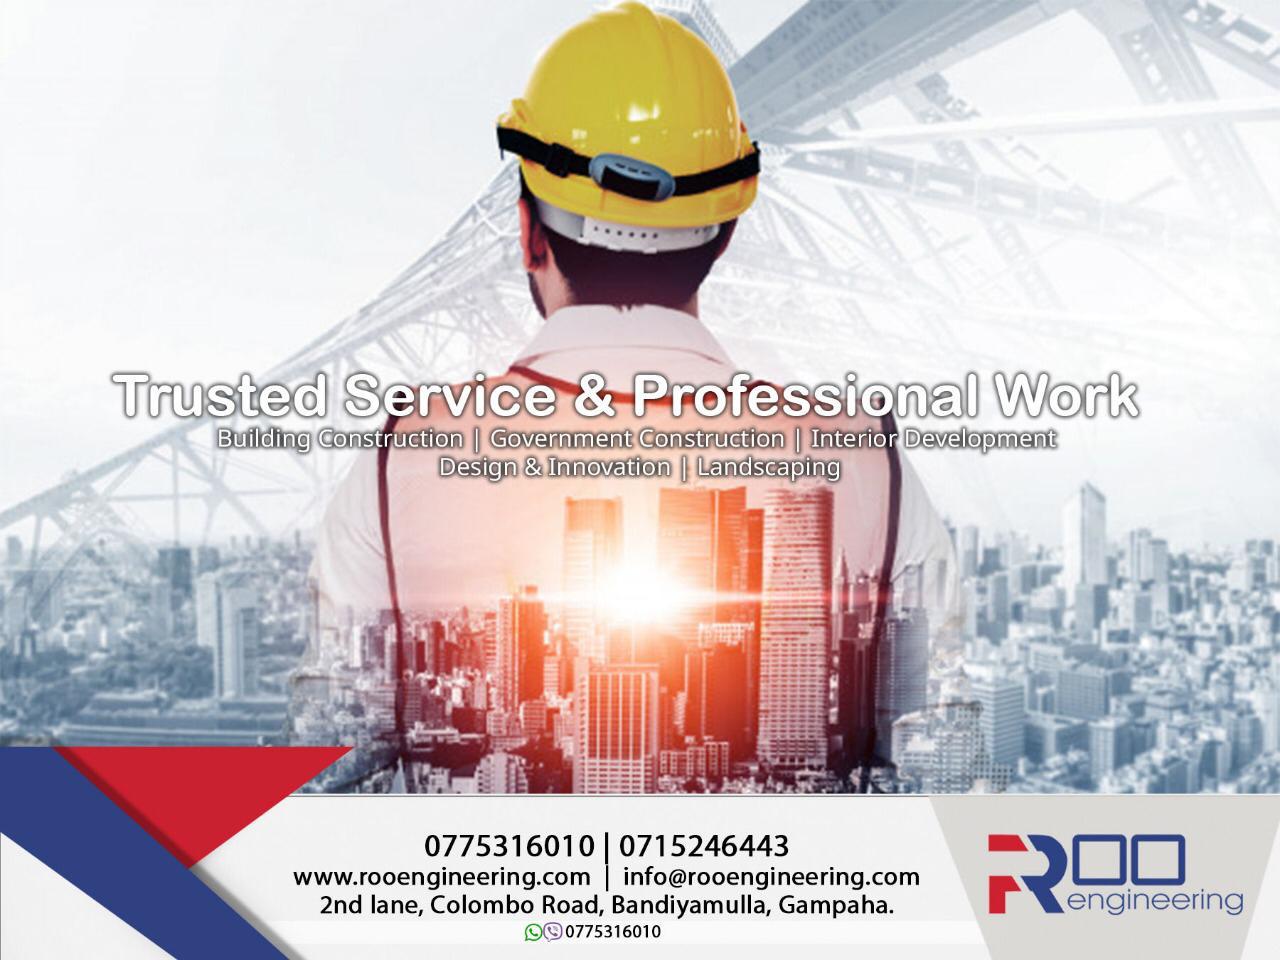 Trusted Service & Professional Work
Building Construction | Government Construction | Interior Development
Design & Innovation | Landscaping
0775316010 | 0715246443
www.rooengineering.com | info@rooengineering.com
2nd lane, Colombo Road, Bandiyamulla, Gampaha.
0775316010
ROO
engineering